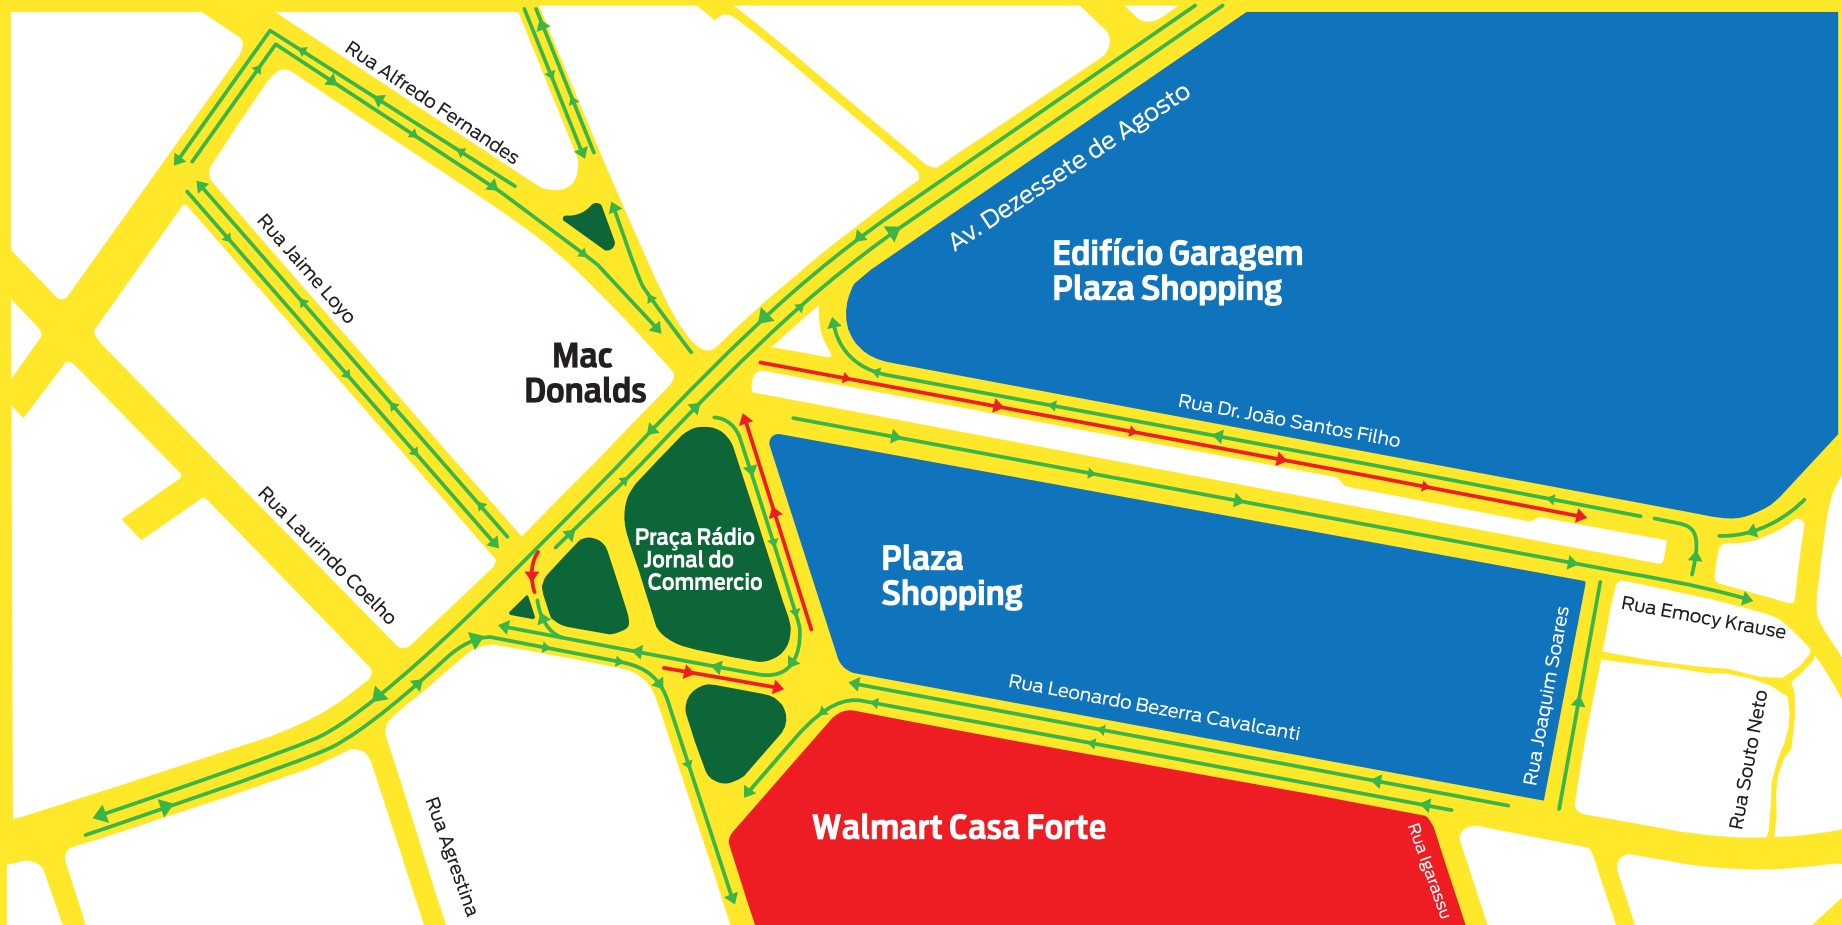 Rua Alfredo Fernandes
Av. Dezessete de Agosto
Rua Jaime Loyo
Edifício Garagem
Plaza Shopping
Mac
Donalds
Rua Dr. João Santos Filho
Rua Laurindo Coelho
Praça Rádio
Jornal do
Commercio
Plaza
Shopping
Rua Emocy Krause
Rua Joaquim Soares
Rua Leonardo Bezerra Cavalcanti
Rua Souto Neto
Walmart Casa Forte
Rua Agrestina
Rua Igarassu